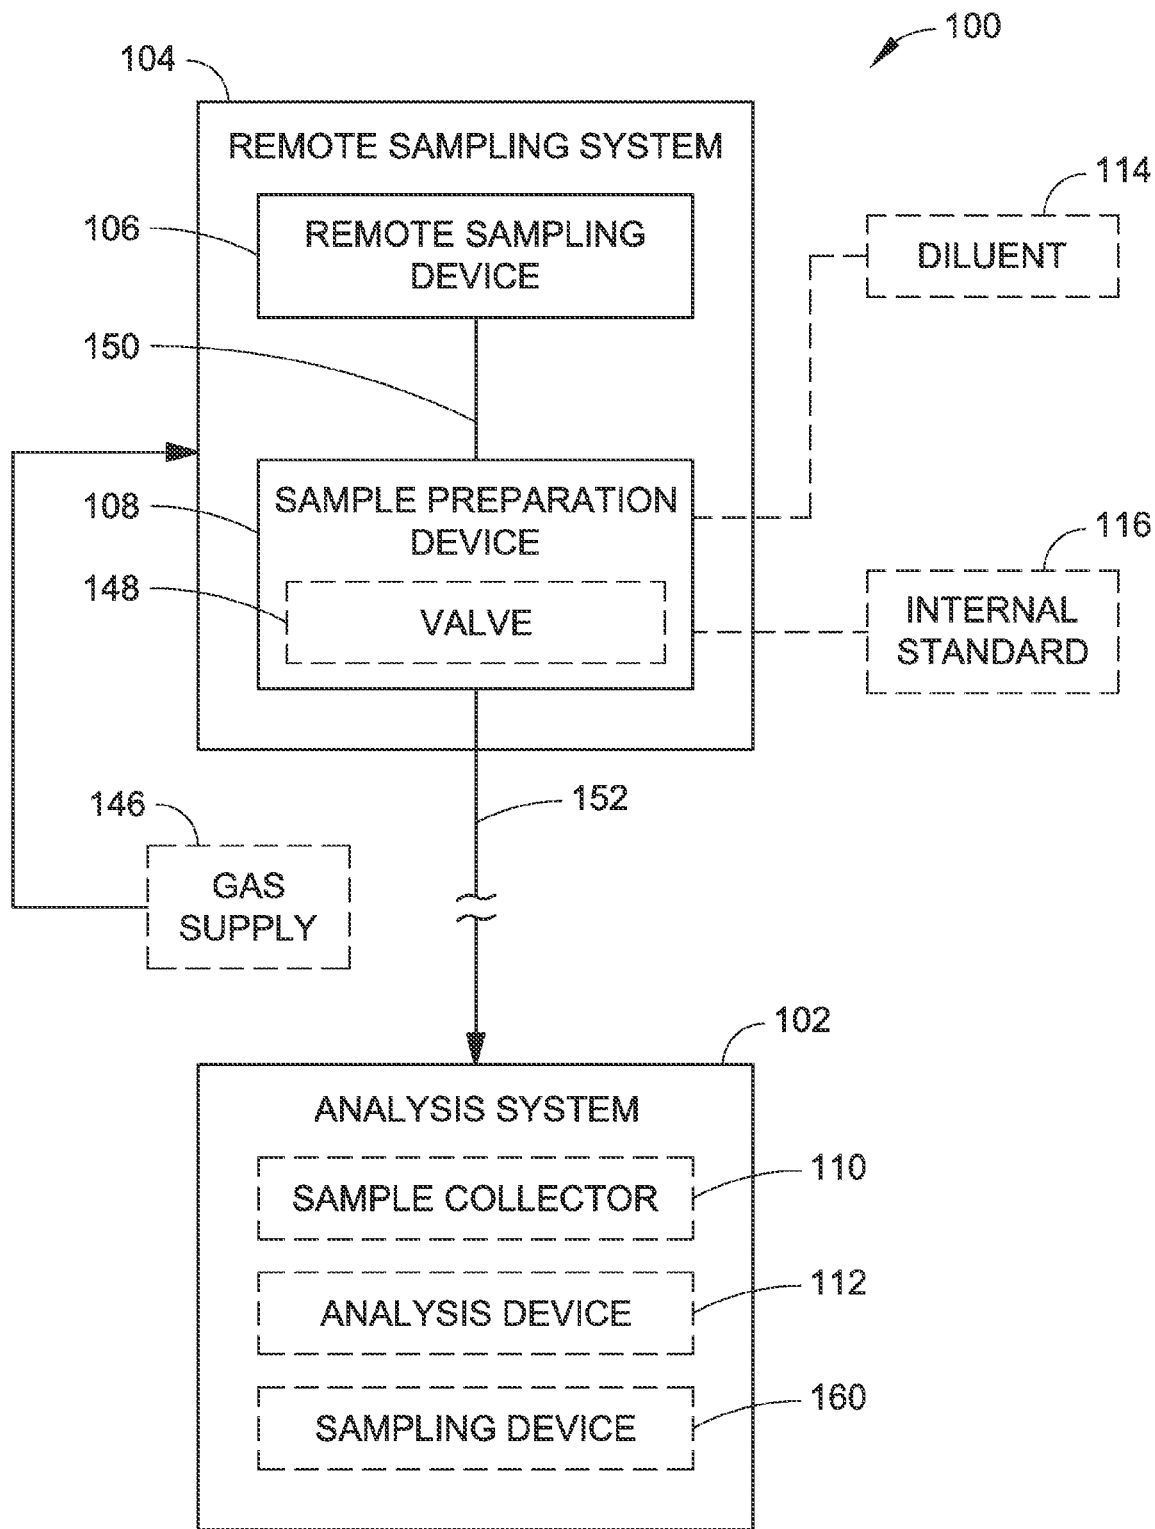 100
104
REMOTE SAMPLING SYSTEM
114
106
REMOTE SAMPLING
DEVICE
DILUENT
150
108
SAMPLE PREPARATION
DEVICE
116
148
VALVE
INTERNAL
STANDARD
146
152
GAS
SUPPLY
102
ANALYSIS SYSTEM
SAMPLE COLLECTOR
110
ANALYSIS DEVICE
112
SAMPLING DEVICE
160